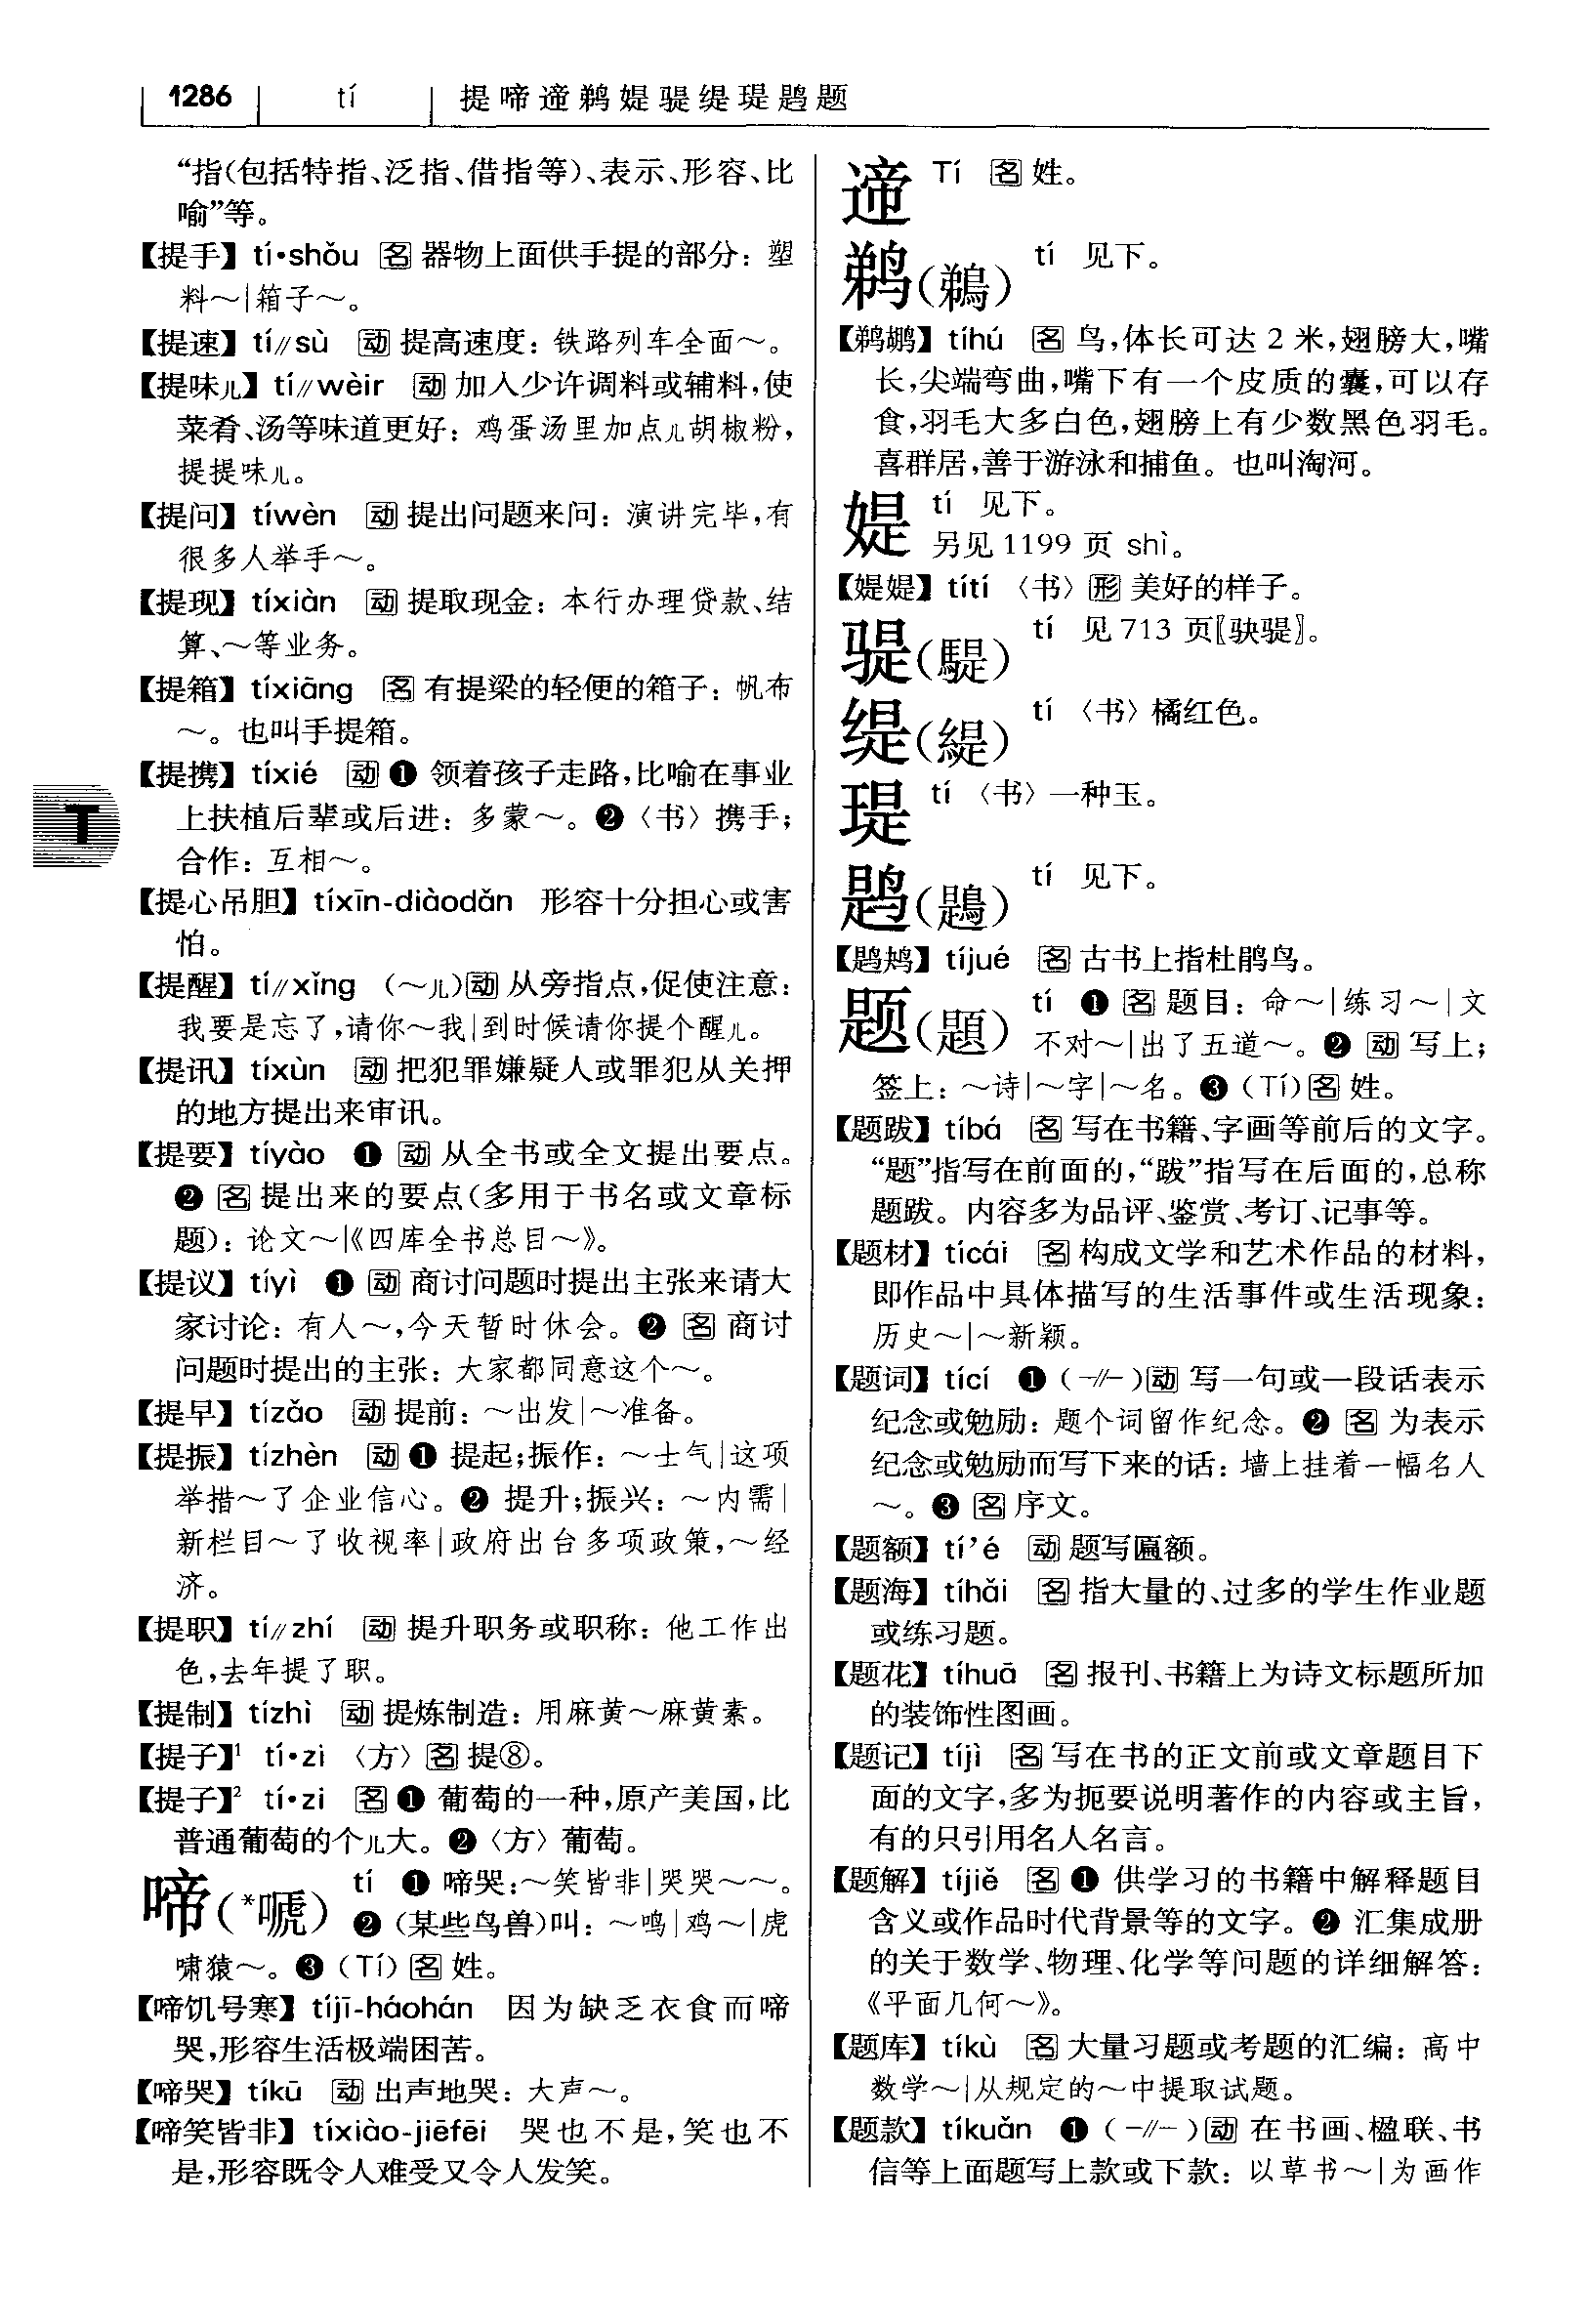 1286 tí 提啼遆鹈媞騠缇瑅鶗题
“指(包括特指、泛指、借指等)、表示、形容、比
喻”等。
【提手】 tí•shǒu 名 器物上面供手提的部分：塑
料～|箱子～。
【提速】 tí//sù 动 提高速度：铁路列车全面～。
【提味儿】 tí//wèir 动 加入少许调料或辅料,使
菜肴、汤等味道更好：鸡蛋汤里加点儿胡椒粉,
提提味儿。
【提问】 tíwèn 动 提出问题来问：演讲完毕,有
很多人举手～。
【提现】 tíxiàn 动 提取现金：本行办理贷款、结
算、～等业务。
【提箱】 tíxiāng 名 有提梁的轻便的箱子：帆布
～。也叫手提箱。
【提携】 tíxié 动 ❶ 领着孩子走路,比喻在事业
上扶植后辈或后进：多蒙～。❷〈书〉携手;
合作：互相～。
【提心吊胆】 tíxīn-diàodǎn 形容十分担心或害
怕。
【提醒】 tí//xǐng (～儿)动 从旁指点,促使注意：
我要是忘了,请你～我|到时候请你提个醒儿。
【提讯】 tíxùn 动 把犯罪嫌疑人或罪犯从关押
的地方提出来审讯。
【提要】 tíyào ❶ 动 从全书或全文提出要点。
❷ 名 提出来的要点(多用于书名或文章标
题)：论文～|《四库全书总目～》。
【提议】 tíyì ❶ 动 商讨问题时提出主张来请大
家讨论：有人～,今天暂时休会。❷ 名 商讨
问题时提出的主张：大家都同意这个～。
【提早】 tízǎo 动 提前：～出发|～准备。
【提振】 tízhèn 动 ❶ 提起;振作：～士气|这项
举措～了企业信心。❷ 提升;振兴：～内需|
新栏目～了收视率|政府出台多项政策,～经
济。
【提职】 tí//zhí 动 提升职务或职称：他工作出
色,去年提了职。
【提制】 tízhì 动 提炼制造：用麻黄～麻黄素。
【提子】¹ tí•zi 〈方〉名 提⑧。
【提子】² tí•zi 名 ❶ 葡萄的一种,原产美国,比
普通葡萄的个儿大。❷〈方〉葡萄。
啼(*嗁) tí ❶ 啼哭：～笑皆非|哭哭～～。
❷ (某些鸟兽)叫：～鸣|鸡～|虎
啸猿～。❸ (Tí) 名 姓。
【啼饥号寒】 tíjī-háohán 因为缺乏衣食而啼
哭,形容生活极端困苦。
【啼哭】 tíkū 动 出声地哭：大声～。
【啼笑皆非】 tíxiào-jiēfēi 哭也不是,笑也不
是,形容既令人难受又令人发笑。
T
遆 Tí 名 姓。
鹈(鵜) tí 见下。
【鹈鹕】 tíhú 名 鸟,体长可达 2 米,翅膀大,嘴
长,尖端弯曲,嘴下有一个皮质的囊,可以存
食,羽毛大多白色,翅膀上有少数黑色羽毛。
喜群居,善于游泳和捕鱼。也叫淘河。
媞 tí 见下。
另见 1199 页 shì。
【媞媞】 títí 〈书〉形 美好的样子。
骒(騠) tí 见 713 页〖𫘝𫘨〗。
缇(緹) tí 〈书〉橘红色。
瑅 tí 〈书〉一种玉。
𫛸(鶗) tí 见下。
【𫛸𫛞】 tíjué 名 古书上指杜鹃鸟。
题(題) tí ❶ 名 题目：命～|练习～|文
不对～|出了五道～。❷ 动 写上;
签上：～诗|～字|～名。❸ (Tí) 名 姓。
【题跋】 tíbá 名 写在书籍、字画等前后的文字。
“题”指写在前面的,“跋”指写在后面的,总称
题跋。内容多为品评、鉴赏、考订、记事等。
【题材】 tícái 名 构成文学和艺术作品的材料,
即作品中具体描写的生活事件或生活现象：
历史～|～新颖。
【题词】 tící ❶ (-//-)动 写一句或一段话表示
纪念或勉励：题个词留作纪念。❷ 名 为表示
纪念或勉励而写下来的话：墙上挂着一幅名人
～。❸ 名 序文。
【题额】 tí’é 动 题写匾额。
【题海】 tíhǎi 名 指大量的、过多的学生作业题
或练习题。
【题花】 tíhuā 名 报刊、书籍上为诗文标题所加
的装饰性图画。
【题记】 tíjì 名 写在书的正文前或文章题目下
面的文字,多为扼要说明著作的内容或主旨,
有的只引用名人名言。
【题解】 tíjiě 名 ❶ 供学习的书籍中解释题目
含义或作品时代背景等的文字。❷ 汇集成册
的关于数学、物理、化学等问题的详细解答：
《平面几何～》。
【题库】 tíkù 名 大量习题或考题的汇编：高中
数学～|从规定的～中提取试题。
【题款】 tíkuǎn ❶ (-//-)动 在书画、楹联、书
信等上面题写上款或下款：以草书～|为画作